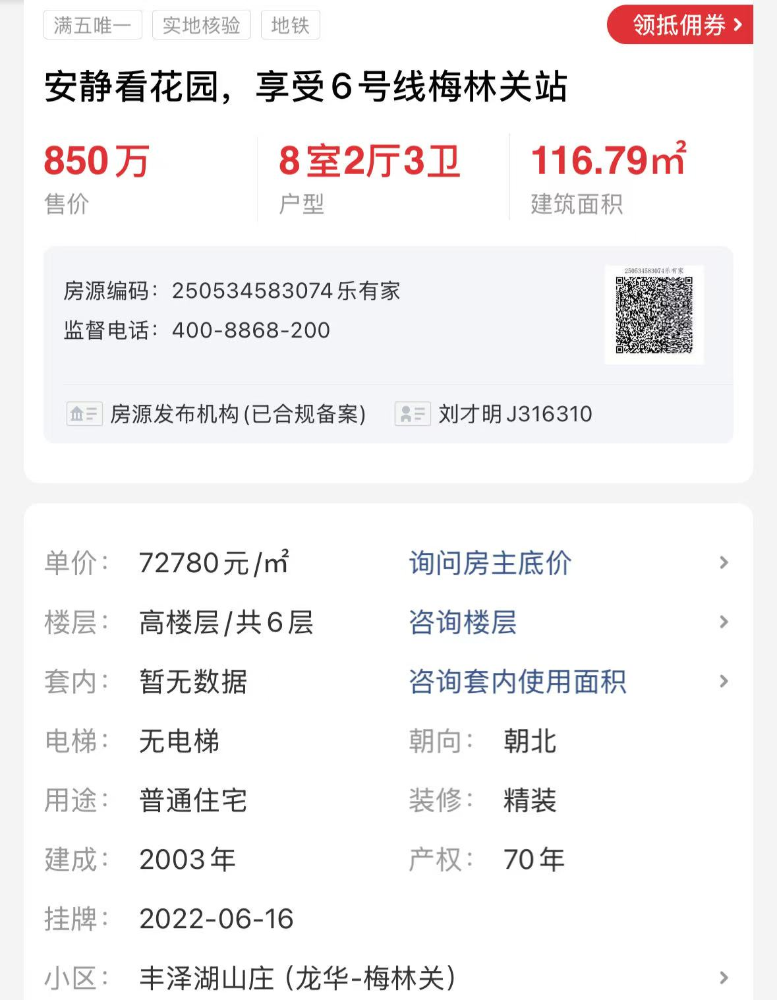 满五唯一 实地核验 地铁 领抵佣券
安静看花园，享受6号线梅林关站
850万 8室2厅3卫 116.79㎡
售价 户型 建筑面积
250534583074乐有家
房源编码：250534583074乐有家
监督电话：400-8868-200
房源发布机构(已合规备案) 刘才明J316310
单价： 72780元/㎡ 询问房主底价
楼层： 高楼层/共6层 咨询楼层
套内： 暂无数据 咨询套内使用面积
电梯： 无电梯 朝向： 朝北
用途： 普通住宅 装修： 精装
建成： 2003年 产权： 70年
挂牌： 2022-06-16
小区： 丰泽湖山庄（龙华-梅林关）